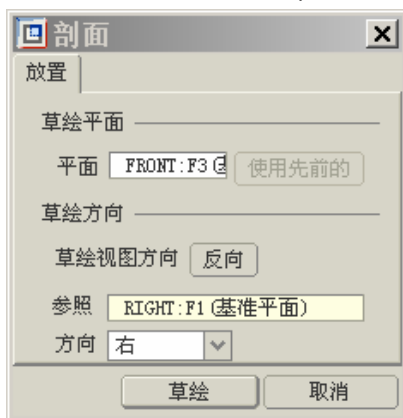 剖面
放置
草绘平面
平面 FRONT:F3 使用先前的
草绘方向
草绘视图方向 反向
参照 RIGHT:F1(基准平面)
方向 右
草绘 取消